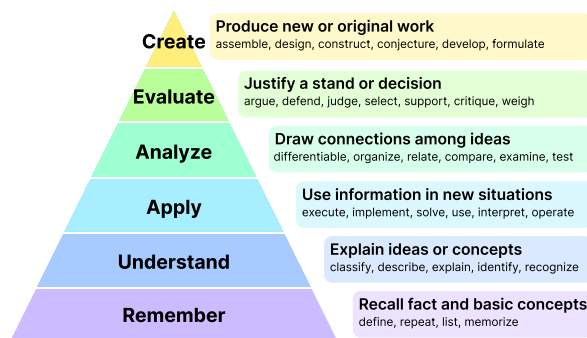 Create
Produce new or original work
assemble, design, construct, conjecture, develop, formulate
Evaluate
Justify a stand or decision
argue, defend, judge, select, support, critique, weigh
Analyze
Draw connections among ideas
differentiable, organize, relate, compare, examine, test
Apply
Use information in new situations
execute, implement, solve, use, interpret, operate
Understand
Explain ideas or concepts
classify, describe, explain, identify, recognize
Remember
Recall fact and basic concepts
define, repeat, list, memorize